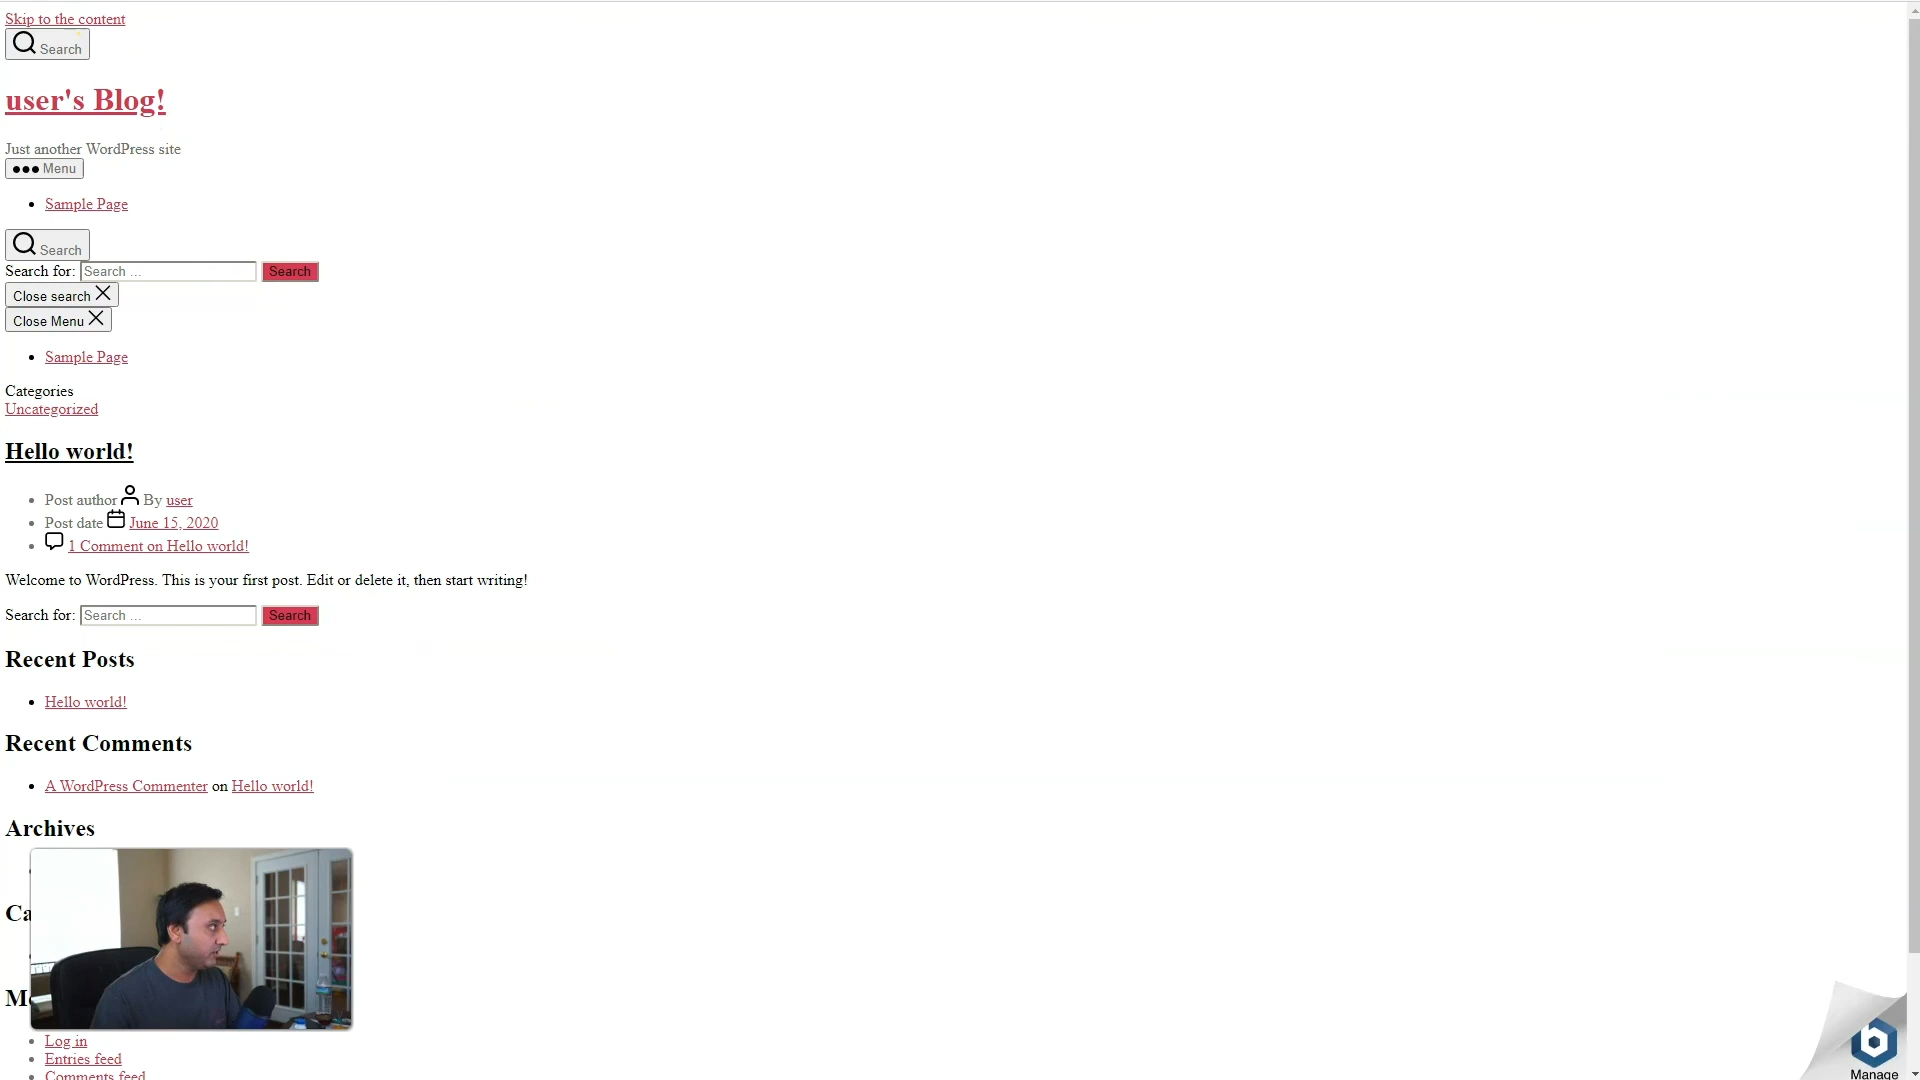 Skip to the content
Search
user's Blog!
Just another WordPress site
Menu
Sample Page
Search
Search for: Search ... Search
Close search
Close Menu
Sample Page
Categories
Uncategorized
Hello world!
Post author By user
Post date June 15, 2020
1 Comment on Hello world!
Welcome to WordPress. This is your first post. Edit or delete it, then start writing!
Search for: Search ... Search
Recent Posts
Hello world!
Recent Comments
A WordPress Commenter on Hello world!
Archives
Log in
Entries feed
Comments feed
Manage